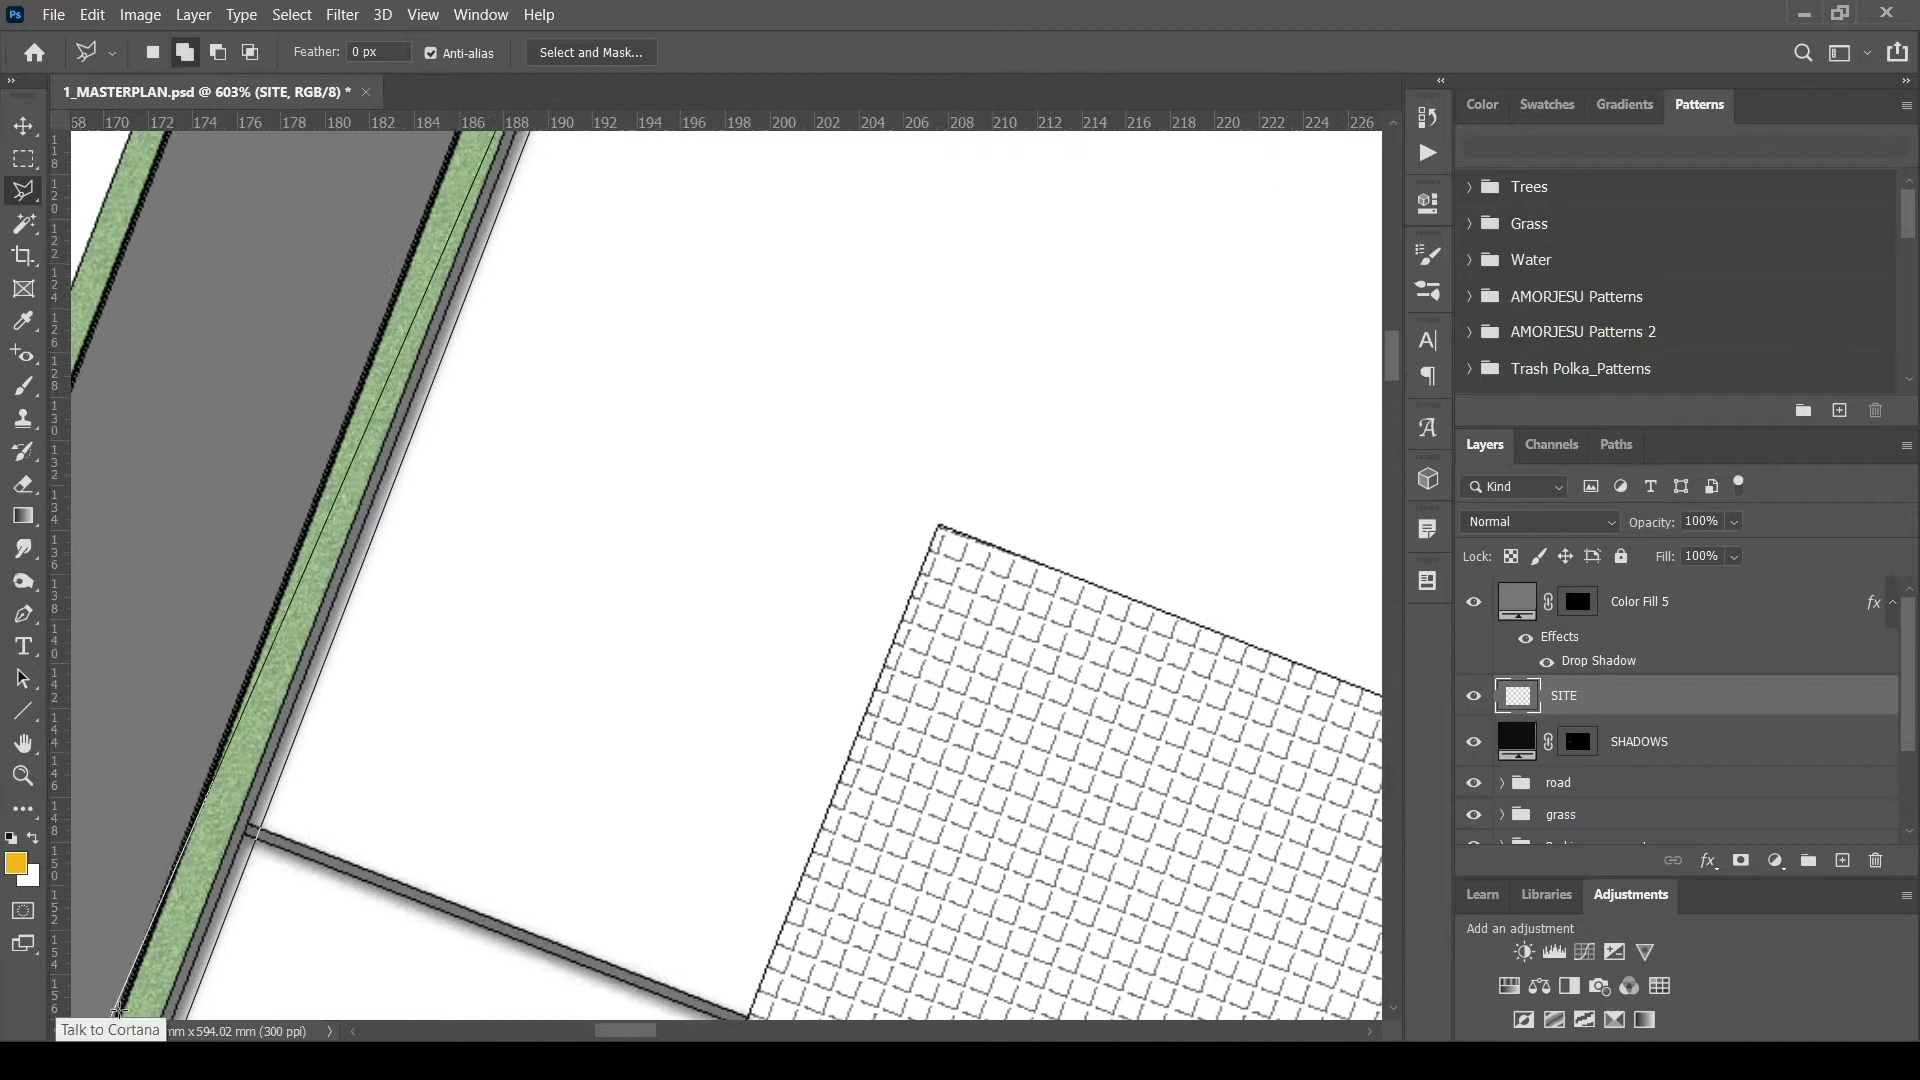 Ps File Edit Image Layer Type Select Filter 3D View Window Help
Feather: 0 px Anti-alias Select and Mask...
1_MASTERPLAN.psd @ 603% (SITE, RGB/8) *
68 170 172 174 176 178 180 182 184 186 188 190 192 194 196 198 200 202 204 206 208 210 212 214 216 218 220 222 224 226
Color Swatches Gradients Patterns
Trees
Grass
Water
AMORJESU Patterns
AMORJESU Patterns 2
Trash Polka_Patterns
Layers Channels Paths
Kind
Normal Opacity: 100%
Lock: Fill: 100%
Color Fill 5 fx
Effects
Drop Shadow
SITE
SHADOWS
road
grass
fx
Learn Libraries Adjustments
Add an adjustment
Talk to Cortana
mm x 594.02 mm (300 ppi)